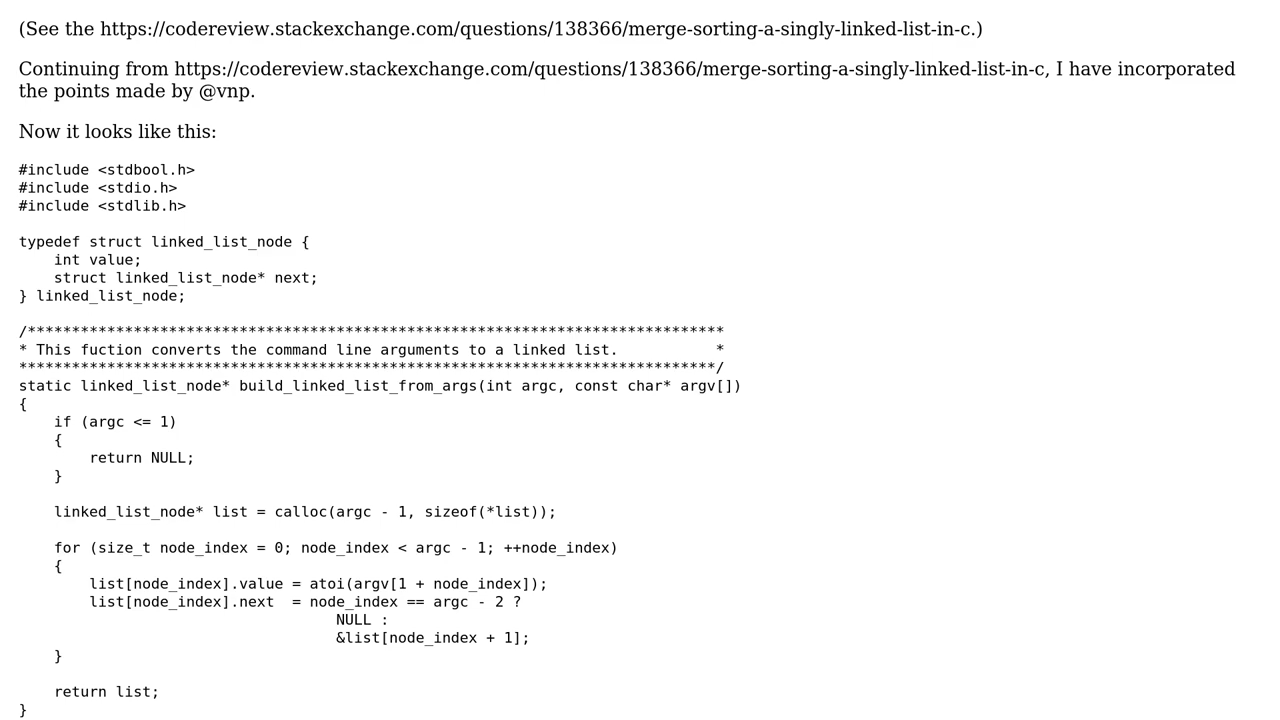 (See the https://codereview.stackexchange.com/questions/138366/merge-sorting-a-singly-linked-list-in-c.)
Continuing from https://codereview.stackexchange.com/questions/138366/merge-sorting-a-singly-linked-list-in-c, I have incorporated
the points made by @vnp.
Now it looks like this:
#include <stdbool.h>
#include <stdio.h>
#include <stdlib.h>
typedef struct linked_list_node {
    int value;
    struct linked_list_node* next;
} linked_list_node;
/*******************************************************************************
* This fuction converts the command line arguments to a linked list.           *
*******************************************************************************/
static linked_list_node* build_linked_list_from_args(int argc, const char* argv[])
{
    if (argc <= 1)
    {
        return NULL;
    }
    linked_list_node* list = calloc(argc - 1, sizeof(*list));
    for (size_t node_index = 0; node_index < argc - 1; ++node_index)
    {
        list[node_index].value = atoi(argv[1 + node_index]);
        list[node_index].next  = node_index == argc - 2 ?
                                    NULL :
                                    &list[node_index + 1];
    }
    return list;
}